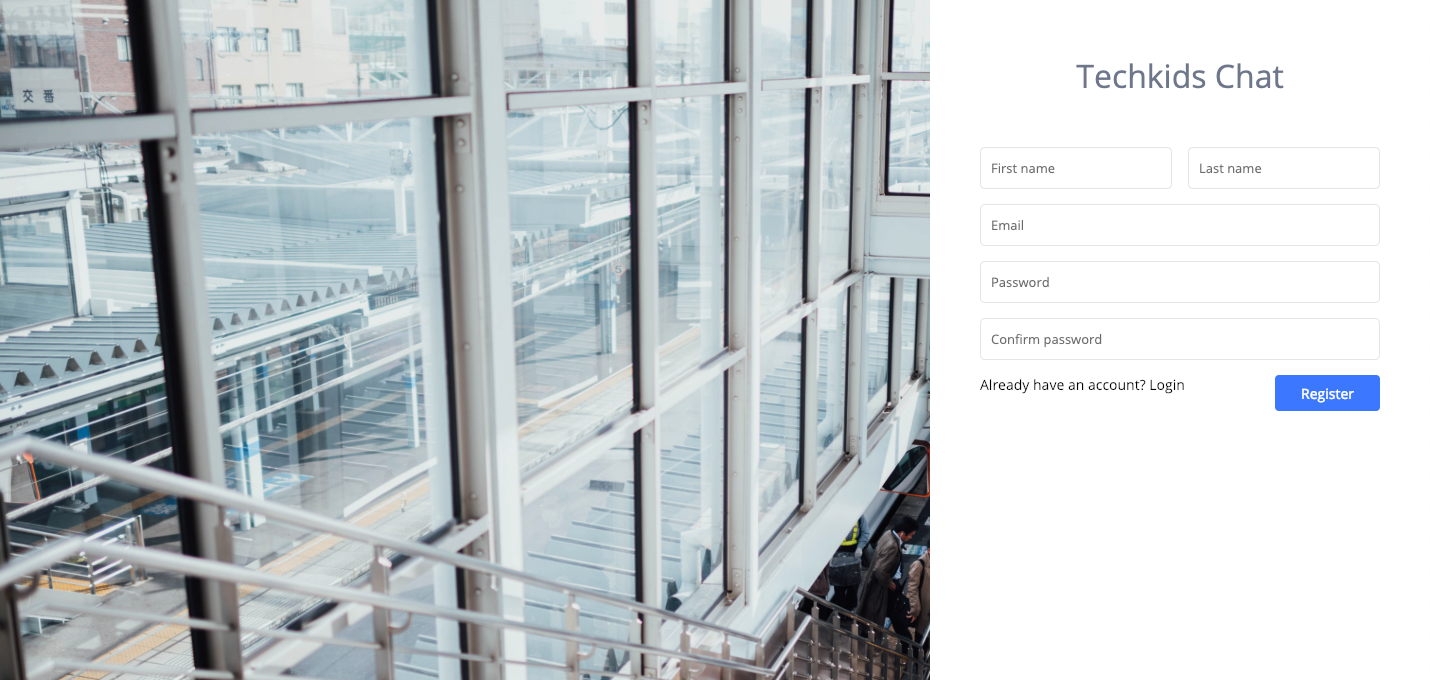 交番
Techkids Chat
First name
Last name
Email
Password
Confirm password
Already have an account? Login
Register